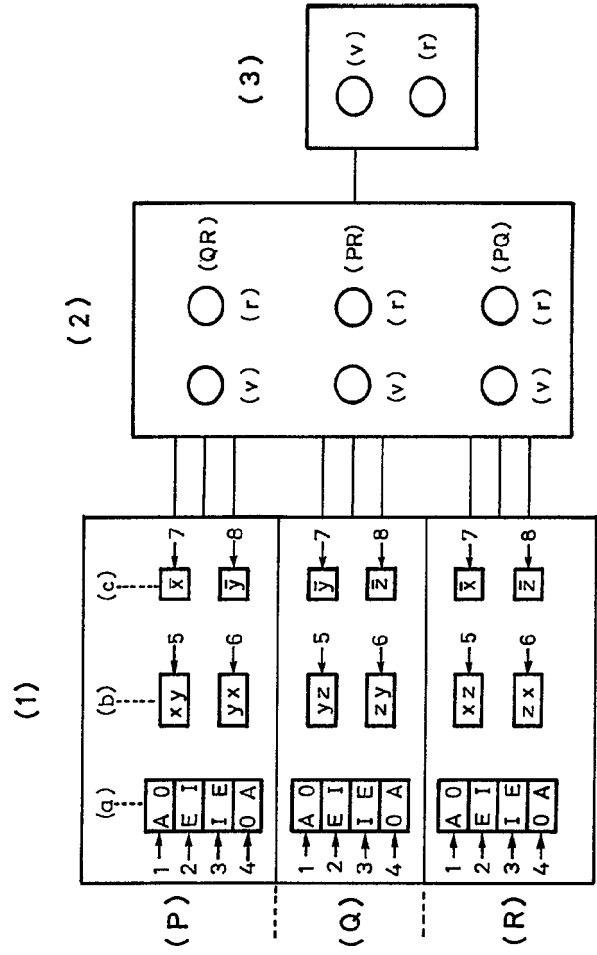 (1)
(2)
(3)
(a) (b) (c)
(P)
1 A O
2 E I
3 I E
4 O A
xy 5
yx 6
x̄ 7
ȳ 8
(Q)
1 A O
2 E I
3 I E
4 O A
yz 5
zy 6
ȳ 7
z̄ 8
(R)
1 A O
2 E I
3 I E
4 O A
xz 5
zx 6
x̄ 7
z̄ 8
(QR)
(v) (r)
(PR)
(v) (r)
(PQ)
(v) (r)
(v)
(r)